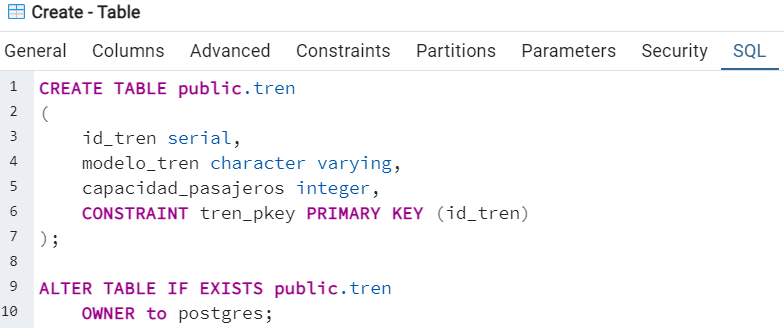 Create - Table
General Columns Advanced Constraints Partitions Parameters Security SQL
1 CREATE TABLE public.tren
2 (
3     id_tren serial,
4     modelo_tren character varying,
5     capacidad_pasajeros integer,
6     CONSTRAINT tren_pkey PRIMARY KEY (id_tren)
7 );
8
9 ALTER TABLE IF EXISTS public.tren
10     OWNER to postgres;